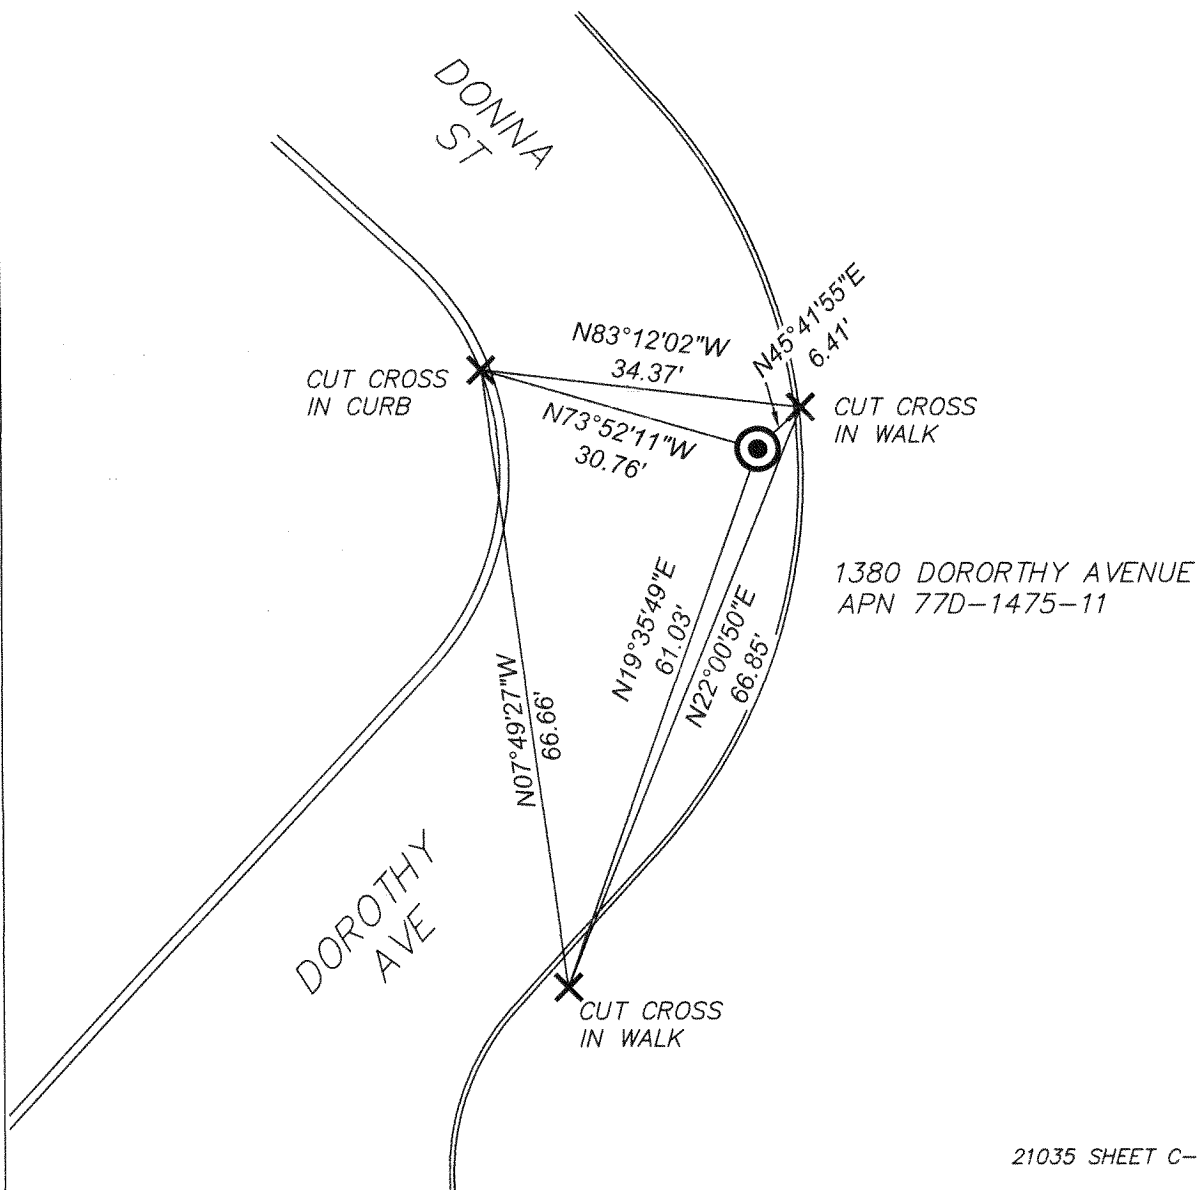 DONNA
ST
N45°41'55"E
6.41'
N83°12'02"W
34.37'
CUT CROSS
IN CURB
CUT CROSS
IN WALK
N73°52'11"W
30.76'
1380 DORORTHY AVENUE
APN 77D-1475-11
N19°35'49"E
61.03'
N22°00'50"E
66.85'
N07°49'27"W
66.66'
DOROTHY
AVE
CUT CROSS
IN WALK
21035 SHEET C-